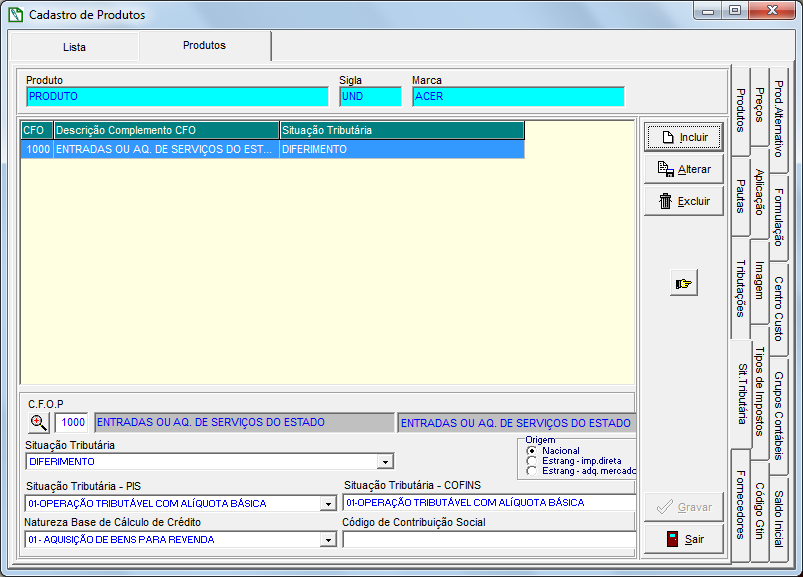 Cadastro de Produtos
Lista
Produtos
Produto
Sigla
Marca
PRODUTO
UND
ACER
CFO
Descrição Complemento CFO
Situação Tributária
1000
ENTRADAS OU AQ. DE SERVIÇOS DO EST...
DIFERIMENTO
Incluir
Alterar
Excluir
Gravar
Sair
Produtos
Pautas
Tributações
Sit.Tributária
Fornecedores
Preços
Aplicação
Imagem
Tipos de Impostos
Código Gtin
Prod.Alternativo
Formulação
Centro Custo
Grupos Contábeis
Saldo Inicial
C.F.O.P
1000
ENTRADAS OU AQ. DE SERVIÇOS DO ESTADO
ENTRADAS OU AQ. DE SERVIÇOS DO ESTADO
Situação Tributária
DIFERIMENTO
Origem
Nacional
Estrang - imp.direta
Estrang - adq. mercado
Situação Tributária - PIS
01-OPERAÇÃO TRIBUTÁVEL COM ALÍQUOTA BÁSICA
Situação Tributária - COFINS
01-OPERAÇÃO TRIBUTÁVEL COM ALÍQUOTA BÁSICA
Natureza Base de Cálculo de Crédito
01 - AQUISIÇÃO DE BENS PARA REVENDA
Código de Contribuição Social